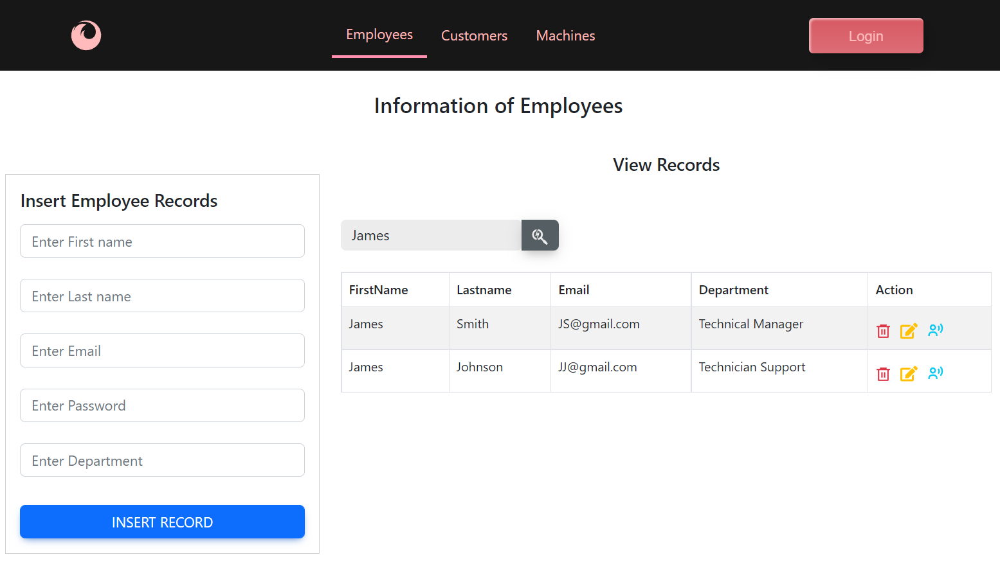 Employees Customers Machines Login
Information of Employees
View Records
Insert Employee Records
Enter First name
Enter Last name
Enter Email
Enter Password
Enter Department
INSERT RECORD
James
FirstName Lastname Email Department Action
James Smith JS@gmail.com Technical Manager
James Johnson JJ@gmail.com Technician Support